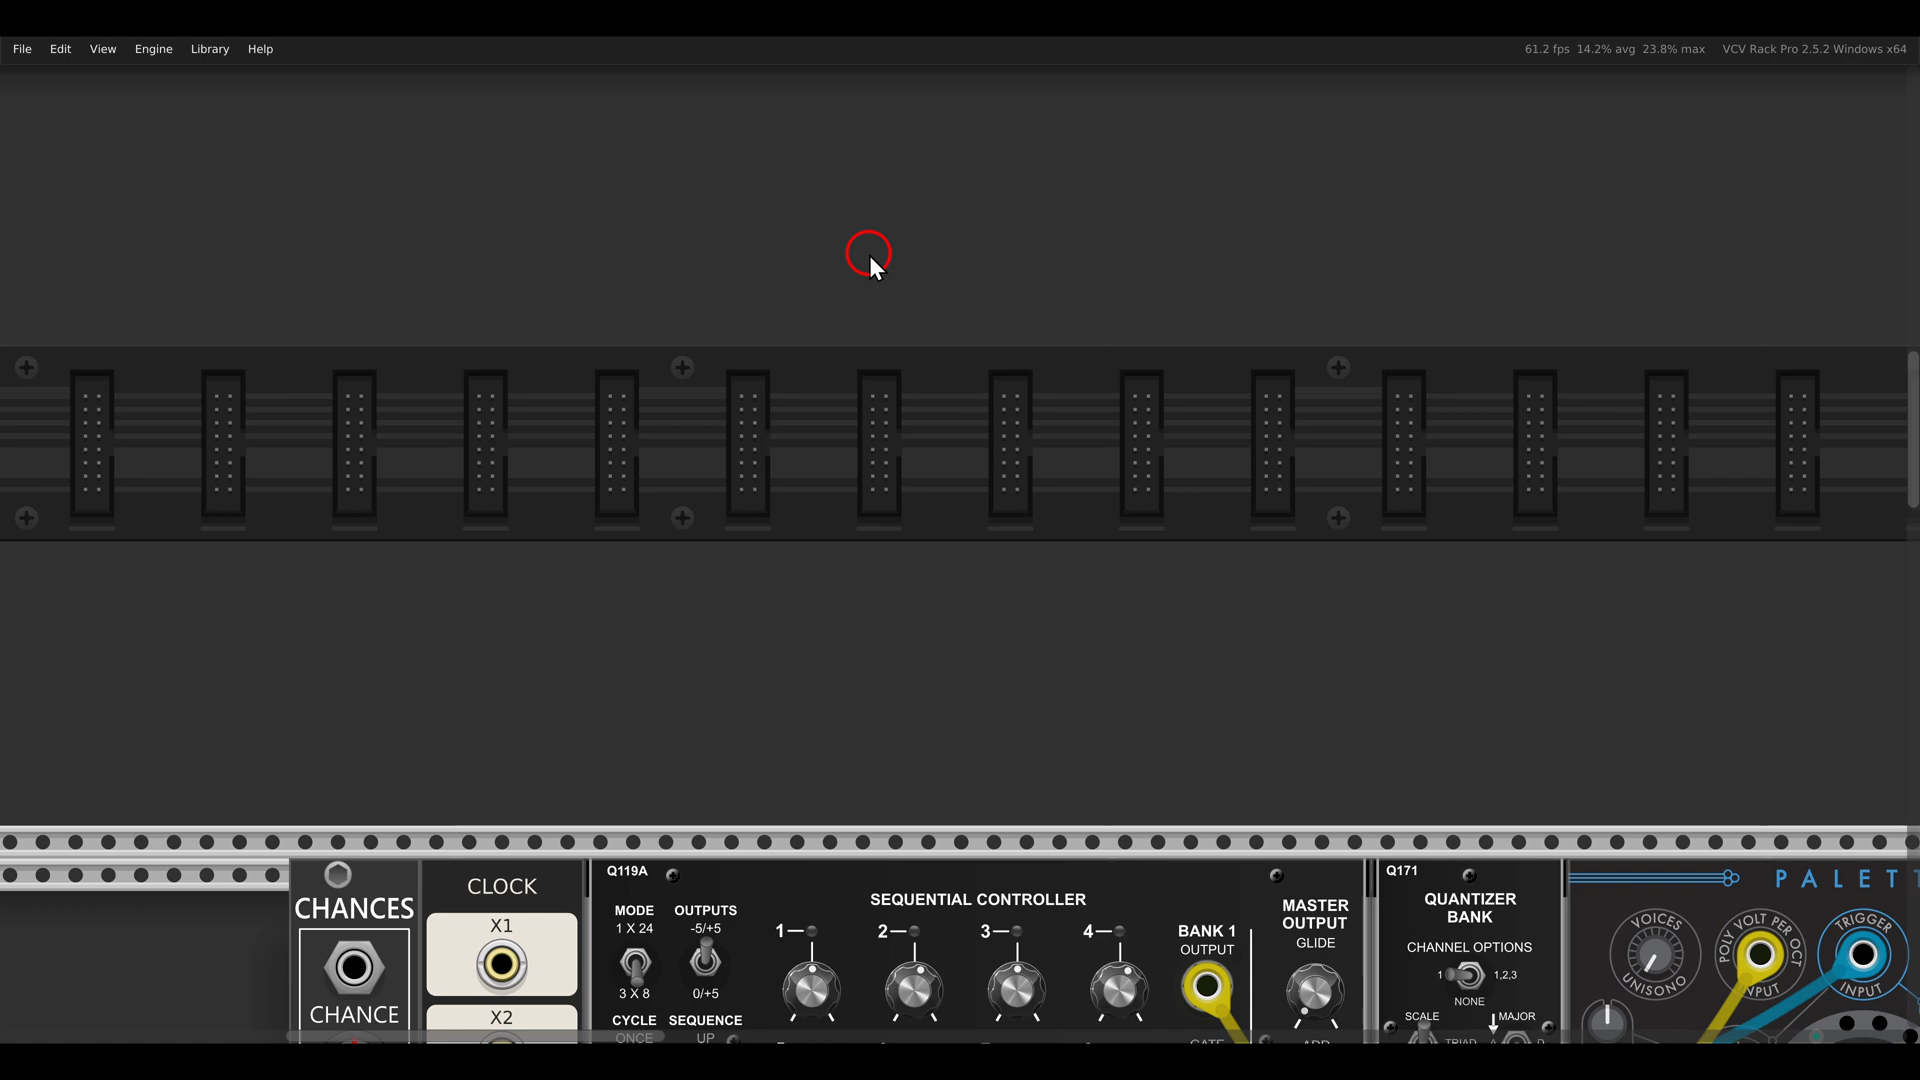 File Edit View Engine Library Help
61.2 fps 14.2% avg 23.8% max VCV Rack Pro 2.5.2 Windows x64
CHANCES
CHANCE
CLOCK
X1
X2
Q119A
SEQUENTIAL CONTROLLER
MODE
1 X 24
3 X 8
OUTPUTS
-5/+5
0/+5
CYCLE
ONCE
SEQUENCE
UP
1 2 3 4
BANK 1
OUTPUT
GATE
MASTER
OUTPUT
GLIDE
ADD
Q171
QUANTIZER
BANK
CHANNEL OPTIONS
1 1,2,3
NONE
SCALE
MAJOR
TRIAD
PALET
VOICES
UNISONO
POLY VOLT PER OCT
INPUT
TRIGGER
INPUT